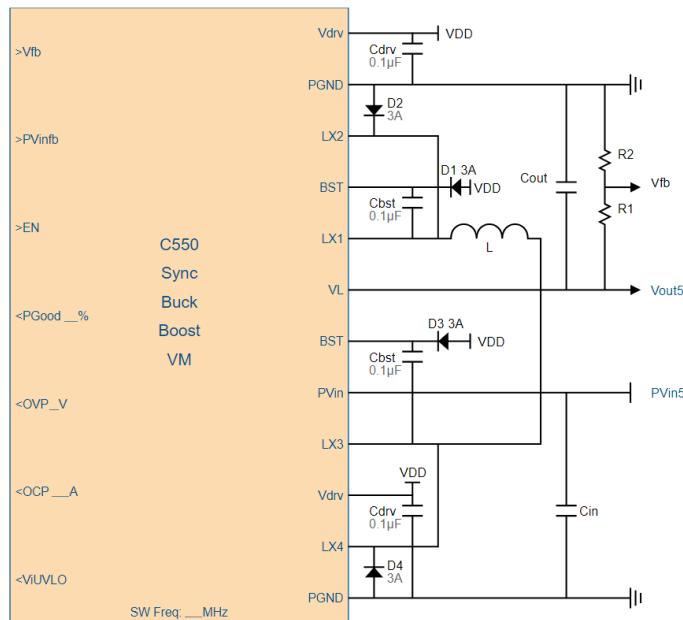 Vdrv
VDD
Cdrv
0.1µF
>Vfb
PGND
D2
3A
>PVinfb
LX2
R2
D1 3A
Cout
Vfb
BST
VDD
Cbst
0.1µF
R1
>EN
LX1
L
C550
Sync
Buck
Boost
VM
VL
Vout5
<PGood __%
D3 3A
BST
VDD
Cbst
0.1µF
PVin
PVin5
<OVP_V
LX3
VDD
<OCP ___A
Vdrv
Cdrv
0.1µF
Cin
LX4
D4
3A
<ViUVLO
PGND
SW Freq: ___MHz